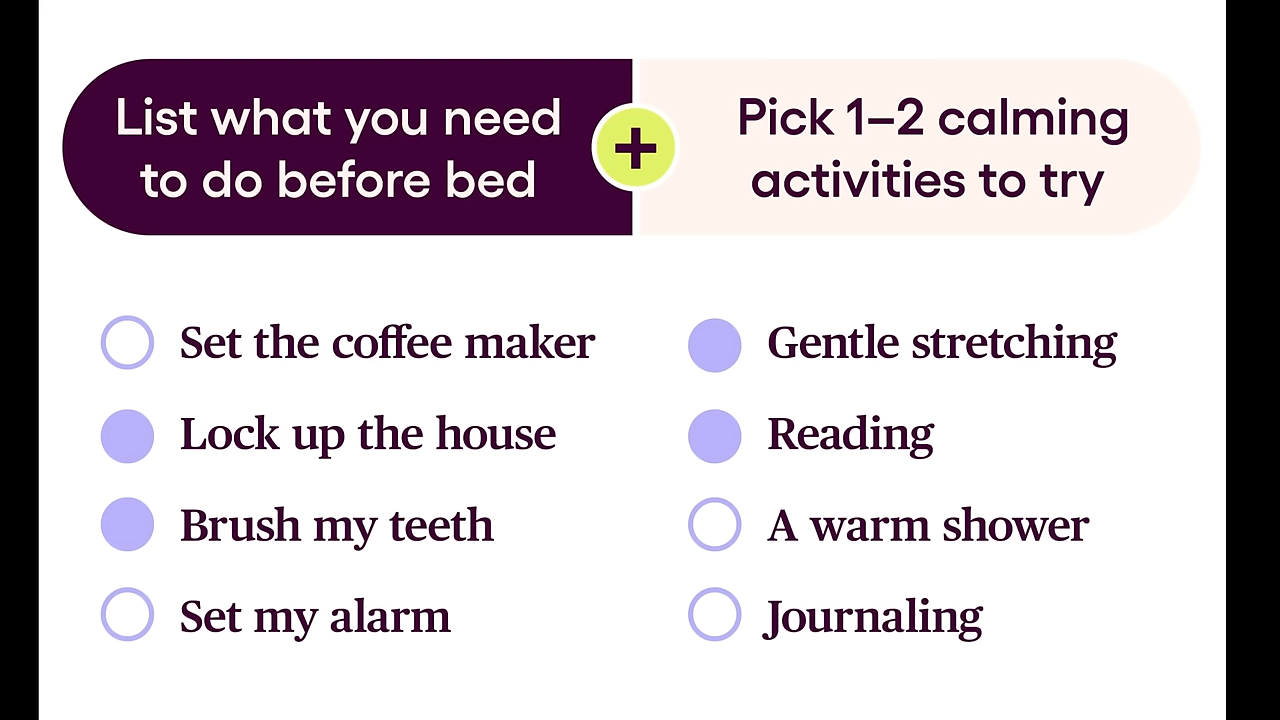 List what you need
to do before bed
+
Pick 1–2 calming
activities to try
Set the coffee maker
Lock up the house
Brush my teeth
Set my alarm
Gentle stretching
Reading
A warm shower
Journaling